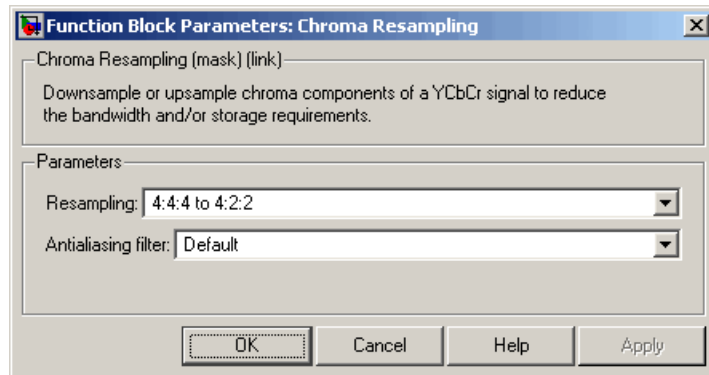 Function Block Parameters: Chroma Resampling
Chroma Resampling (mask) (link)
Downsample or upsample chroma components of a YCbCr signal to reduce
the bandwidth and/or storage requirements.
Parameters
Resampling: 4:4:4 to 4:2:2
Antialiasing filter: Default
OK Cancel Help Apply